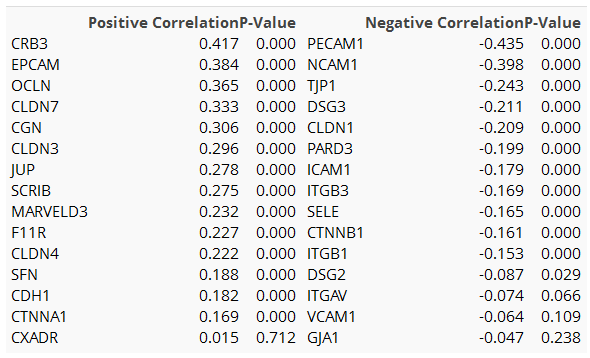 Positive CorrelationP-Value Negative CorrelationP-Value
CRB3 0.417 0.000 PECAM1 -0.435 0.000
EPCAM 0.384 0.000 NCAM1 -0.398 0.000
OCLN 0.365 0.000 TJP1 -0.243 0.000
CLDN7 0.333 0.000 DSG3 -0.211 0.000
CGN 0.306 0.000 CLDN1 -0.209 0.000
CLDN3 0.296 0.000 PARD3 -0.199 0.000
JUP 0.278 0.000 ICAM1 -0.179 0.000
SCRIB 0.275 0.000 ITGB3 -0.169 0.000
MARVELD3 0.232 0.000 SELE -0.165 0.000
F11R 0.227 0.000 CTNNB1 -0.161 0.000
CLDN4 0.222 0.000 ITGB1 -0.153 0.000
SFN 0.188 0.000 DSG2 -0.087 0.029
CDH1 0.182 0.000 ITGAV -0.074 0.066
CTNNA1 0.169 0.000 VCAM1 -0.064 0.109
CXADR 0.015 0.712 GJA1 -0.047 0.238